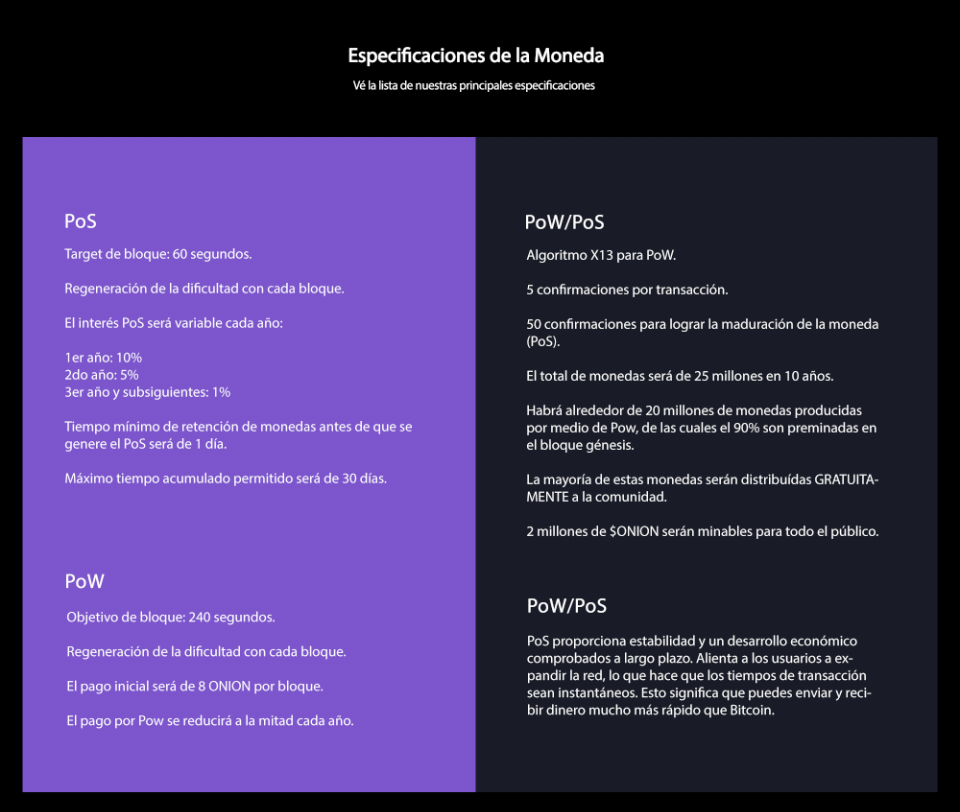 Especificaciones de la Moneda
Vé la lista de nuestras principales especificaciones
PoS
Target de bloque: 60 segundos.
Regeneración de la dificultad con cada bloque.
El interés PoS será variable cada año:
1er año: 10%
2do año: 5%
3er año y subsiguientes: 1%
Tiempo mínimo de retención de monedas antes de que se
genere el PoS será de 1 día.
Máximo tiempo acumulado permitido será de 30 días.
PoW
Objetivo de bloque: 240 segundos.
Regeneración de la dificultad con cada bloque.
El pago inicial será de 8 ONION por bloque.
El pago por Pow se reducirá a la mitad cada año.
PoW/PoS
Algoritmo X13 para PoW.
5 confirmaciones por transacción.
50 confirmaciones para lograr la maduración de la moneda
(PoS).
El total de monedas será de 25 millones en 10 años.
Habrá alrededor de 20 millones de monedas producidas
por medio de Pow, de las cuales el 90% son preminadas en
el bloque génesis.
La mayoría de estas monedas serán distribuídas GRATUITA-
MENTE a la comunidad.
2 millones de $ONION serán minables para todo el público.
PoW/PoS
PoS proporciona estabilidad y un desarrollo económico
comprobados a largo plazo. Alienta a los usuarios a ex-
pandir la red, lo que hace que los tiempos de transacción
sean instantáneos. Esto significa que puedes enviar y reci-
bir dinero mucho más rápido que Bitcoin.